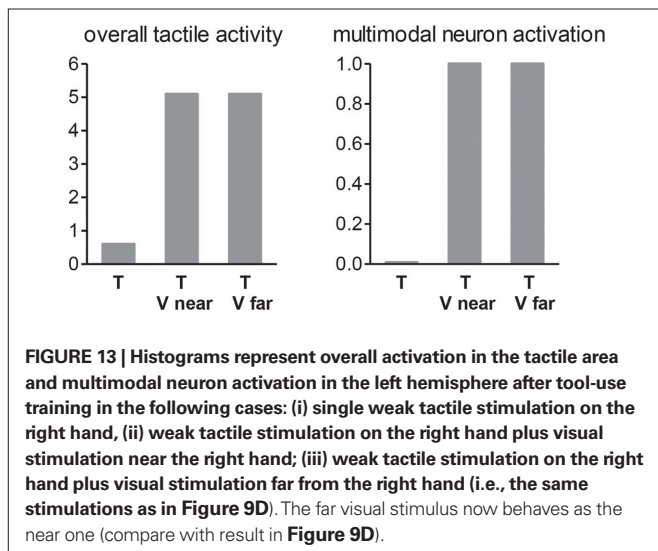 overall tactile activity
multimodal neuron activation
6
5
4
3
2
1
0
T
T
V near
T
V far
1.0
0.8
0.6
0.4
0.2
0.0
T
T
V near
T
V far
FIGURE 13 | Histograms represent overall activation in the tactile area
and multimodal neuron activation in the left hemisphere after tool-use
training in the following cases: (i) single weak tactile stimulation on the
right hand, (ii) weak tactile stimulation on the right hand plus visual
stimulation near the right hand; (iii) weak tactile stimulation on the right
hand plus visual stimulation far from the right hand (i.e., the same
stimulations as in Figure 9D). The far visual stimulus now behaves as the
near one (compare with result in Figure 9D).